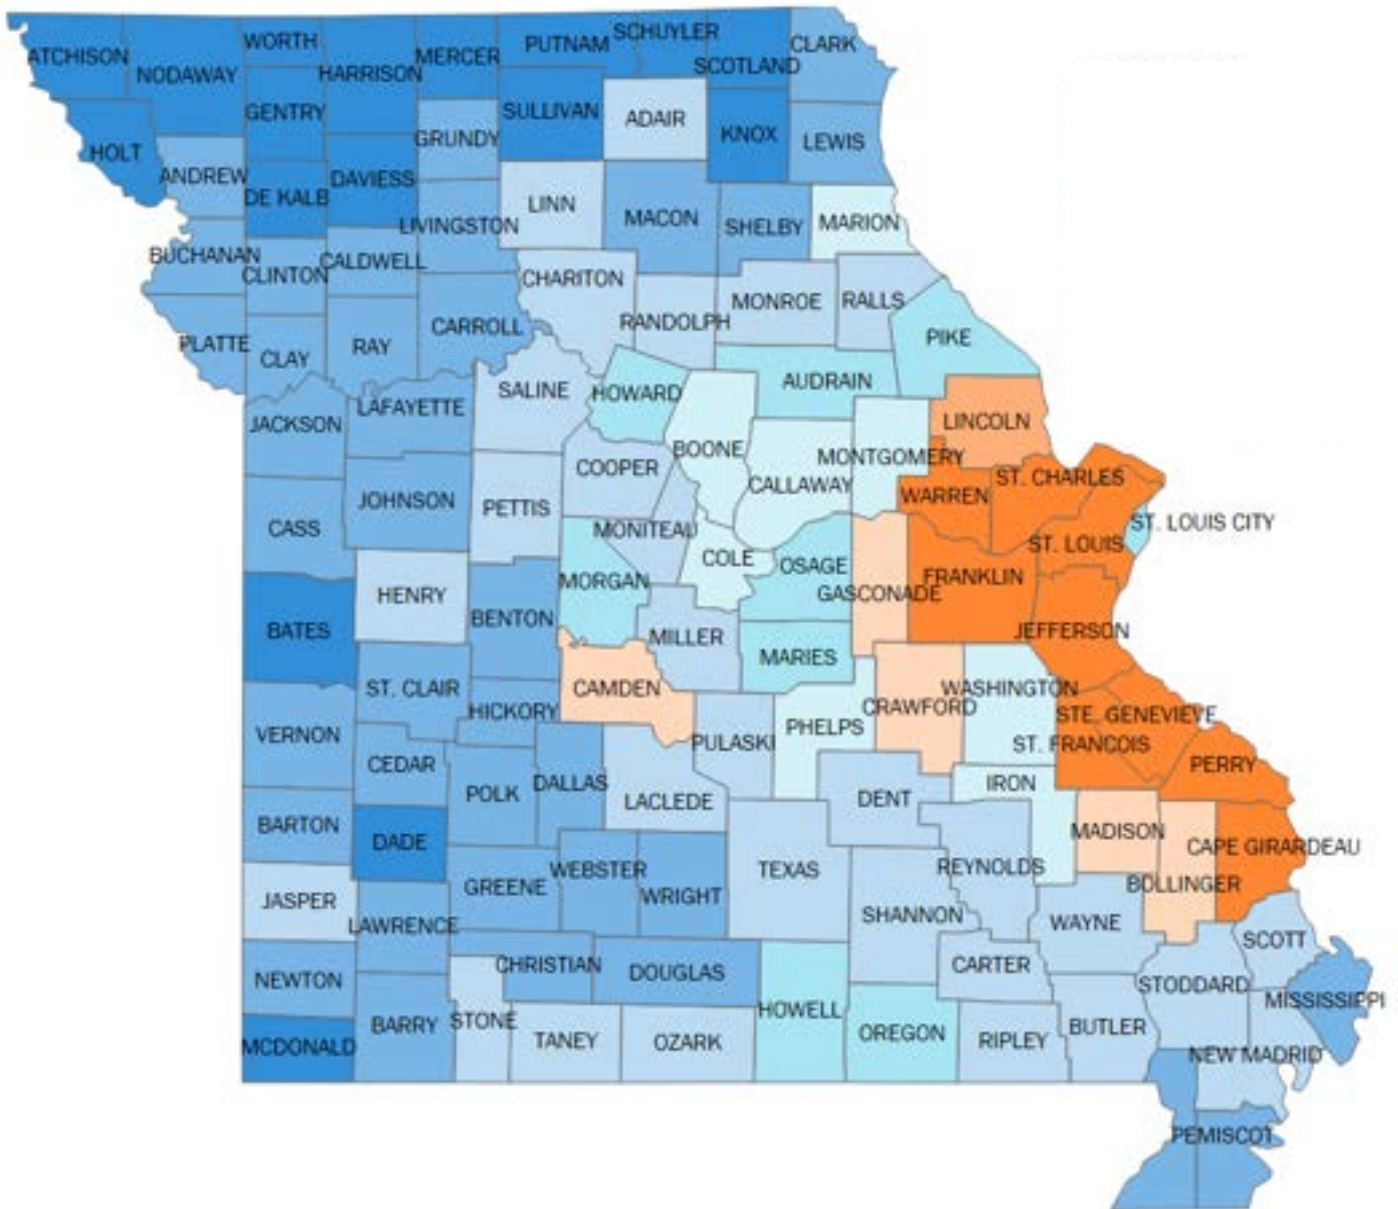 ATCHISON
NODAWAY
WORTH
HARRISON
MERCER
PUTNAM
SCHUYLER
SCOTLAND
CLARK
GENTRY
SULLIVAN
ADAIR
KNOX
LEWIS
HOLT
ANDREW
DE KALB
DAVIESS
GRUNDY
LIVINGSTON
LINN
MACON
SHELBY
MARION
BUCHANAN
CLINTON
CALDWELL
CHARITON
RANDOLPH
MONROE
RALLS
PLATTE
CLAY
RAY
CARROLL
PIKE
JACKSON
LAFAYETTE
SALINE
HOWARD
AUDRAIN
LINCOLN
BOONE
CALLAWAY
MONTGOMERY
WARREN
ST. CHARLES
CASS
JOHNSON
PETTIS
COOPER
MONITEAU
COLE
OSAGE
GASCONADE
FRANKLIN
ST. LOUIS
ST. LOUIS CITY
HENRY
MORGAN
BATES
BENTON
MILLER
MARIES
JEFFERSON
ST. CLAIR
HICKORY
CAMDEN
PULASKI
PHELPS
CRAWFORD
WASHINGTON
STE. GENEVIEVE
ST. FRANCOIS
PERRY
VERNON
CEDAR
POLK
DALLAS
LACLEDE
DENT
IRON
MADISON
CAPE GIRARDEAU
BARTON
DADE
GREENE
WEBSTER
WRIGHT
TEXAS
REYNOLDS
BOLLINGER
JASPER
LAWRENCE
SHANNON
WAYNE
SCOTT
NEWTON
CHRISTIAN
DOUGLAS
CARTER
STODDARD
MISSISSIPPI
MCDONALD
BARRY
STONE
TANEY
OZARK
HOWELL
OREGON
RIPLEY
BUTLER
NEW MADRID
PEMISCOT